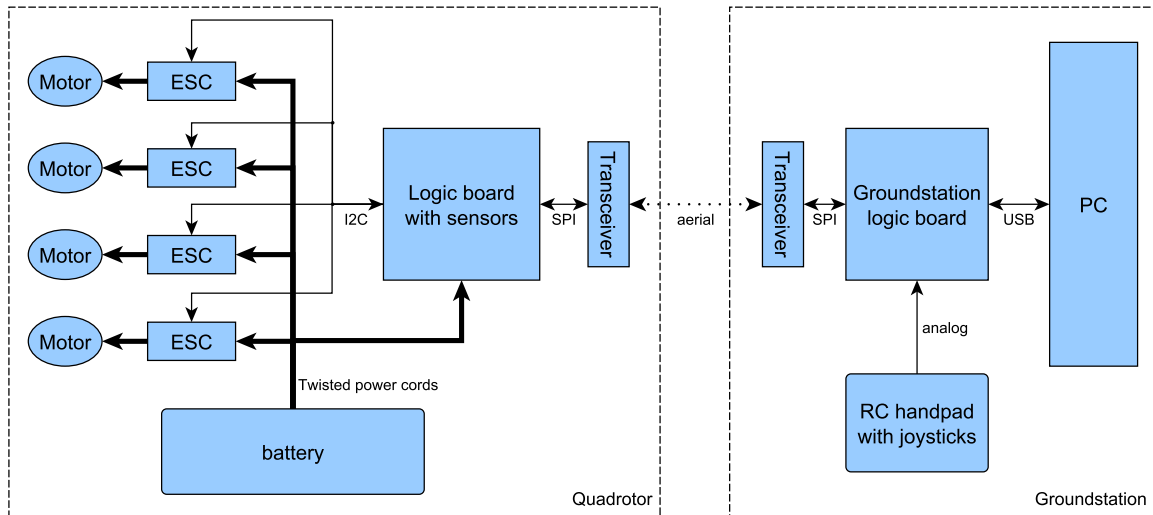 Motor
ESC
Motor
ESC
Motor
ESC
Motor
ESC
I2C
Logic board
with sensors
SPI
Transceiver
Twisted power cords
battery
Quadrotor
aerial
Transceiver
SPI
Groundstation
logic board
USB
PC
analog
RC handpad
with joysticks
Groundstation